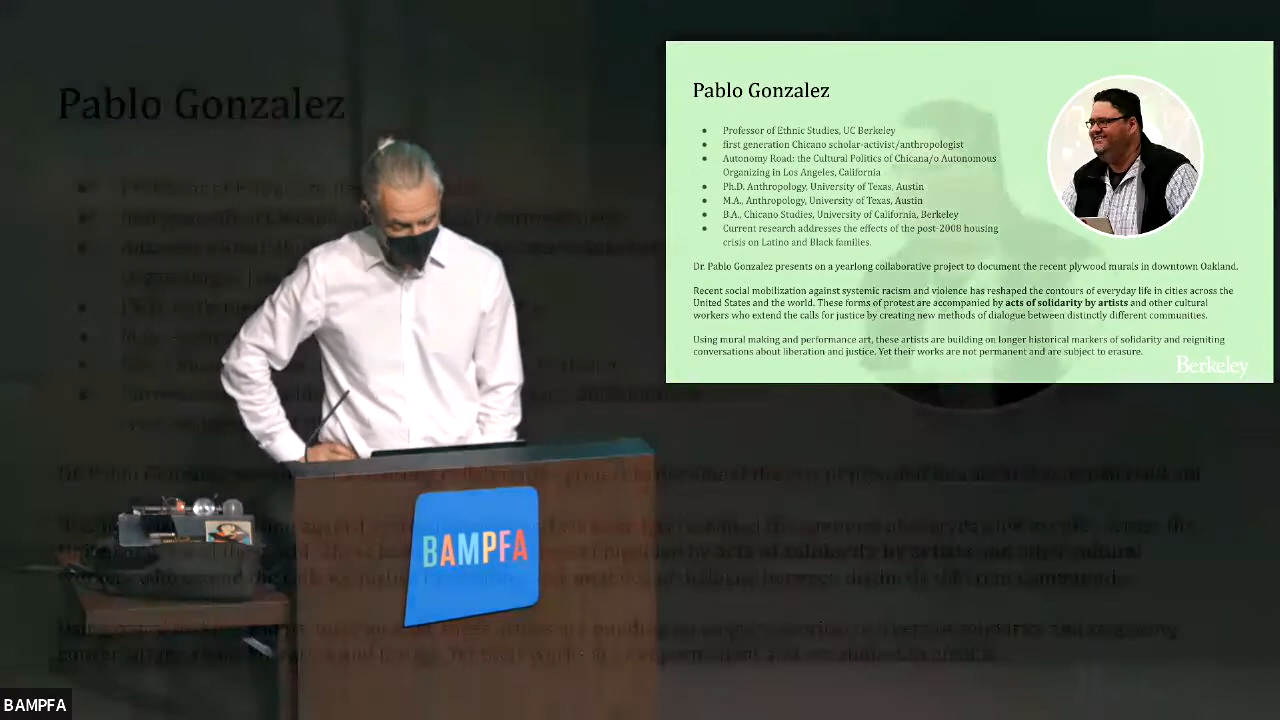 Pablo Gonzalez
Pablo Gonzalez
Professor of Ethnic Studies, UC Berkeley
first generation Chicano scholar-activist/anthropologist
Autonomy Road: the Cultural Politics of Chicana/o Autonomous
Organizing in Los Angeles, California
Ph.D. Anthropology, University of Texas, Austin
M.A., Anthropology, University of Texas, Austin
B.A., Chicano Studies, University of California, Berkeley
Current research addresses the effects of the post-2008 housing
crisis on Latino and Black families.
Dr. Pablo Gonzalez presents on a yearlong collaborative project to document the recent plywood murals in downtown Oakland.
Recent social mobilization against systemic racism and violence has reshaped the contours of everyday life in cities across the
United States and the world. These forms of protest are accompanied by acts of solidarity by artists and other cultural
workers who extend the calls for justice by creating new methods of dialogue between distinctly different communities.
Using mural making and performance art, these artists are building on longer historical markers of solidarity and reigniting
conversations about liberation and justice. Yet their works are not permanent and are subject to erasure.
Berkeley
BAMPFA
BAMPFA